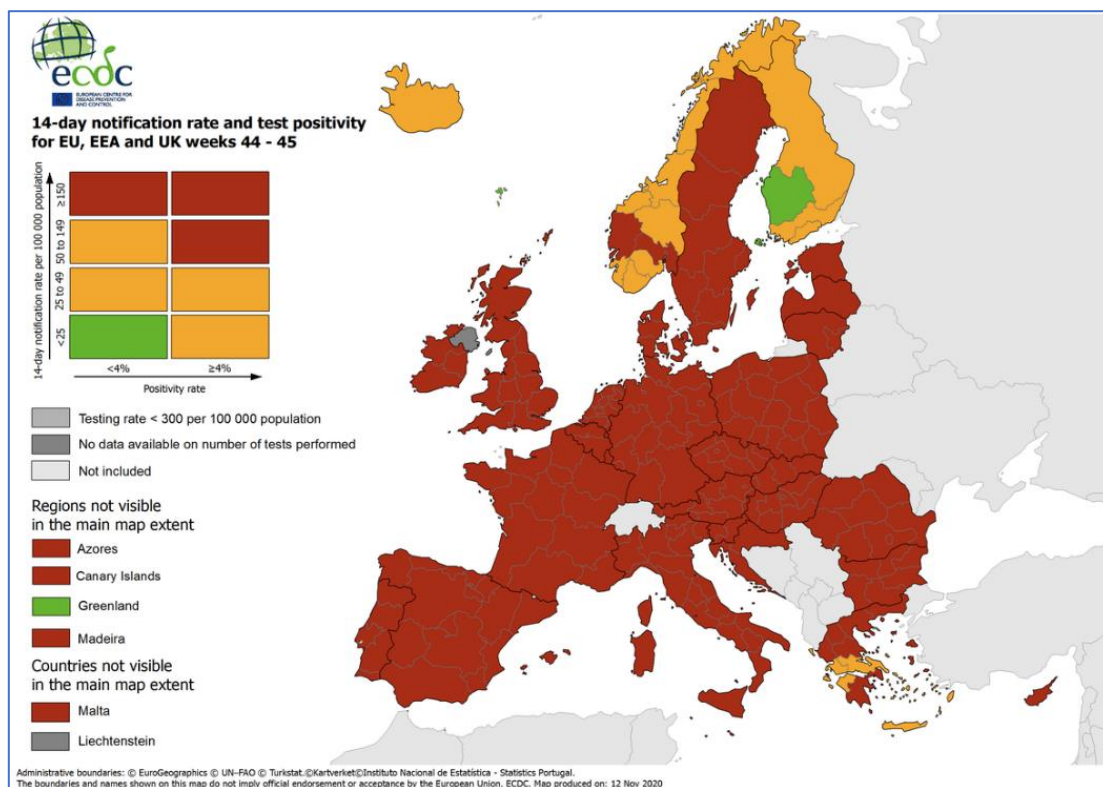 ecdc
EUROPEAN CENTRE FOR
DISEASE PREVENTION
AND CONTROL
14-day notification rate and test positivity
for EU, EEA and UK weeks 44 - 45
14-day notification rate per 100 000 population
≥150
50 to 149
25 to 49
<25
<4%
≥4%
Positivity rate
Testing rate < 300 per 100 000 population
No data available on number of tests performed
Not included
Regions not visible
in the main map extent
Azores
Canary Islands
Greenland
Madeira
Countries not visible
in the main map extent
Malta
Liechtenstein
Administrative boundaries: © EuroGeographics © UN–FAO © Turkstat.©Kartverket©Instituto Nacional de Estatística - Statistics Portugal.
The boundaries and names shown on this map do not imply official endorsement or acceptance by the European Union. ECDC. Map produced on: 12 Nov 2020